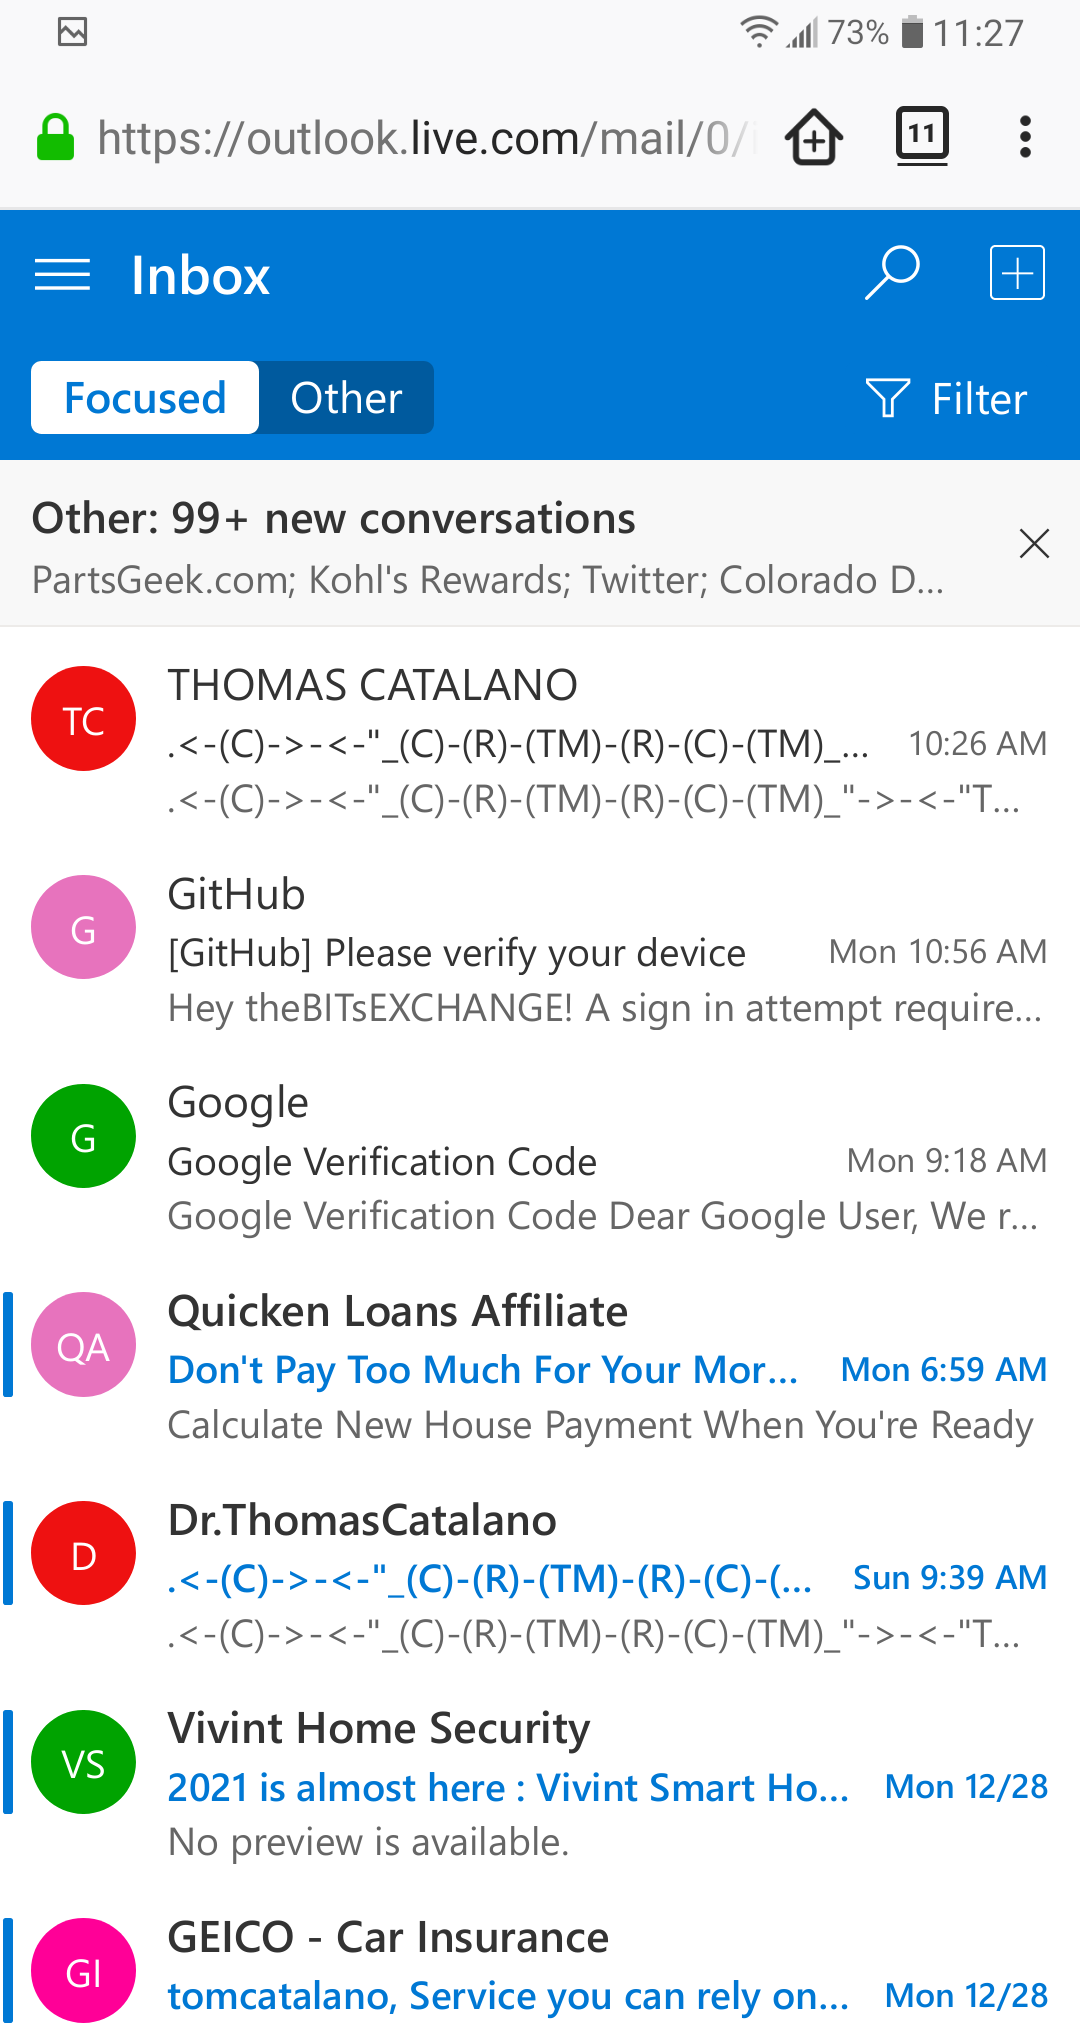 73% 11:27
https://outlook.live.com/mail/0/i
11
Inbox
Focused Other Filter
Other: 99+ new conversations
PartsGeek.com; Kohl's Rewards; Twitter; Colorado D...
TC
THOMAS CATALANO
.<-(C)->-<-"_(C)-(R)-(TM)-(R)-(C)-(TM)_... 10:26 AM
.<-(C)->-<-"_(C)-(R)-(TM)-(R)-(C)-(TM)_"->-<-"T...
G
GitHub
[GitHub] Please verify your device Mon 10:56 AM
Hey theBITsEXCHANGE! A sign in attempt require...
G
Google
Google Verification Code Mon 9:18 AM
Google Verification Code Dear Google User, We r...
QA
Quicken Loans Affiliate
Don't Pay Too Much For Your Mor... Mon 6:59 AM
Calculate New House Payment When You're Ready
D
Dr.ThomasCatalano
.<-(C)->-<-"_(C)-(R)-(TM)-(R)-(C)-(... Sun 9:39 AM
.<-(C)->-<-"_(C)-(R)-(TM)-(R)-(C)-(TM)_"->-<-"T...
VS
Vivint Home Security
2021 is almost here : Vivint Smart Ho... Mon 12/28
No preview is available.
GI
GEICO - Car Insurance
tomcatalano, Service you can rely on... Mon 12/28